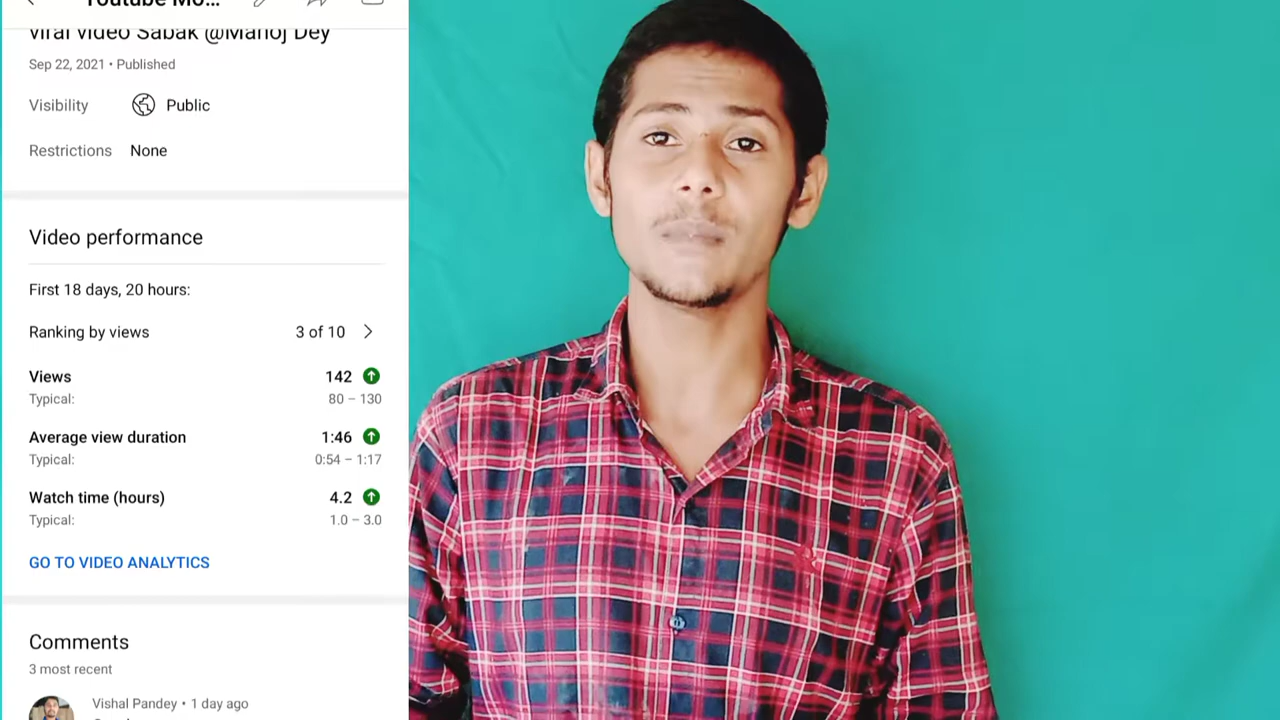 Youtube Mo...
viral video Sabak @Manoj Dey
Sep 22, 2021 • Published
Visibility Public
Restrictions None
Video performance
First 18 days, 20 hours:
Ranking by views 3 of 10
Views 142
Typical: 80 – 130
Average view duration 1:46
Typical: 0:54 – 1:17
Watch time (hours) 4.2
Typical: 1.0 – 3.0
GO TO VIDEO ANALYTICS
Comments
3 most recent
Vishal Pandey • 1 day ago